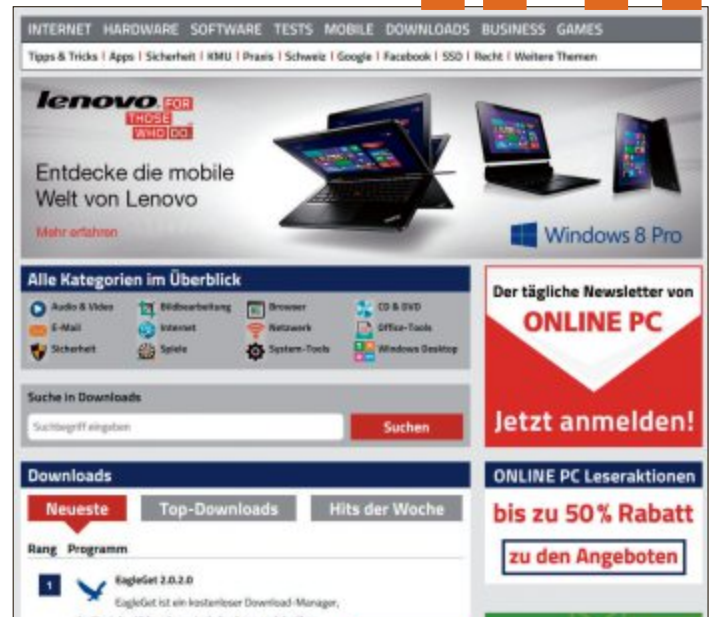 INTERNET HARDWARE SOFTWARE TESTS MOBILE DOWNLOADS BUSINESS GAMES
Tipps & Tricks | Apps | Sicherheit | KMU | Praxis | Schweiz | Google | Facebook | SSD | Recht | Weitere Themen
lenovo. FOR THOSE WHO DO.
Entdecke die mobile
Welt von Lenovo
Mehr erfahren
Windows 8 Pro
Alle Kategorien im Überblick
Audio & Video Bildbearbeitung Browser CD & DVD
E-Mail Internet Netzwerk Office-Tools
Sicherheit Spiele System-Tools Windows Desktop
Der tägliche Newsletter von
ONLINE PC
Jetzt anmelden!
Suche in Downloads
Suchbegriff eingeben Suchen
Downloads
Neueste Top-Downloads Hits der Woche
Rang Programm
1 EagleGet 2.0.2.0
EagleGet ist ein kostenloser Download-Manager,
ONLINE PC Leseraktionen
bis zu 50% Rabatt
zu den Angeboten